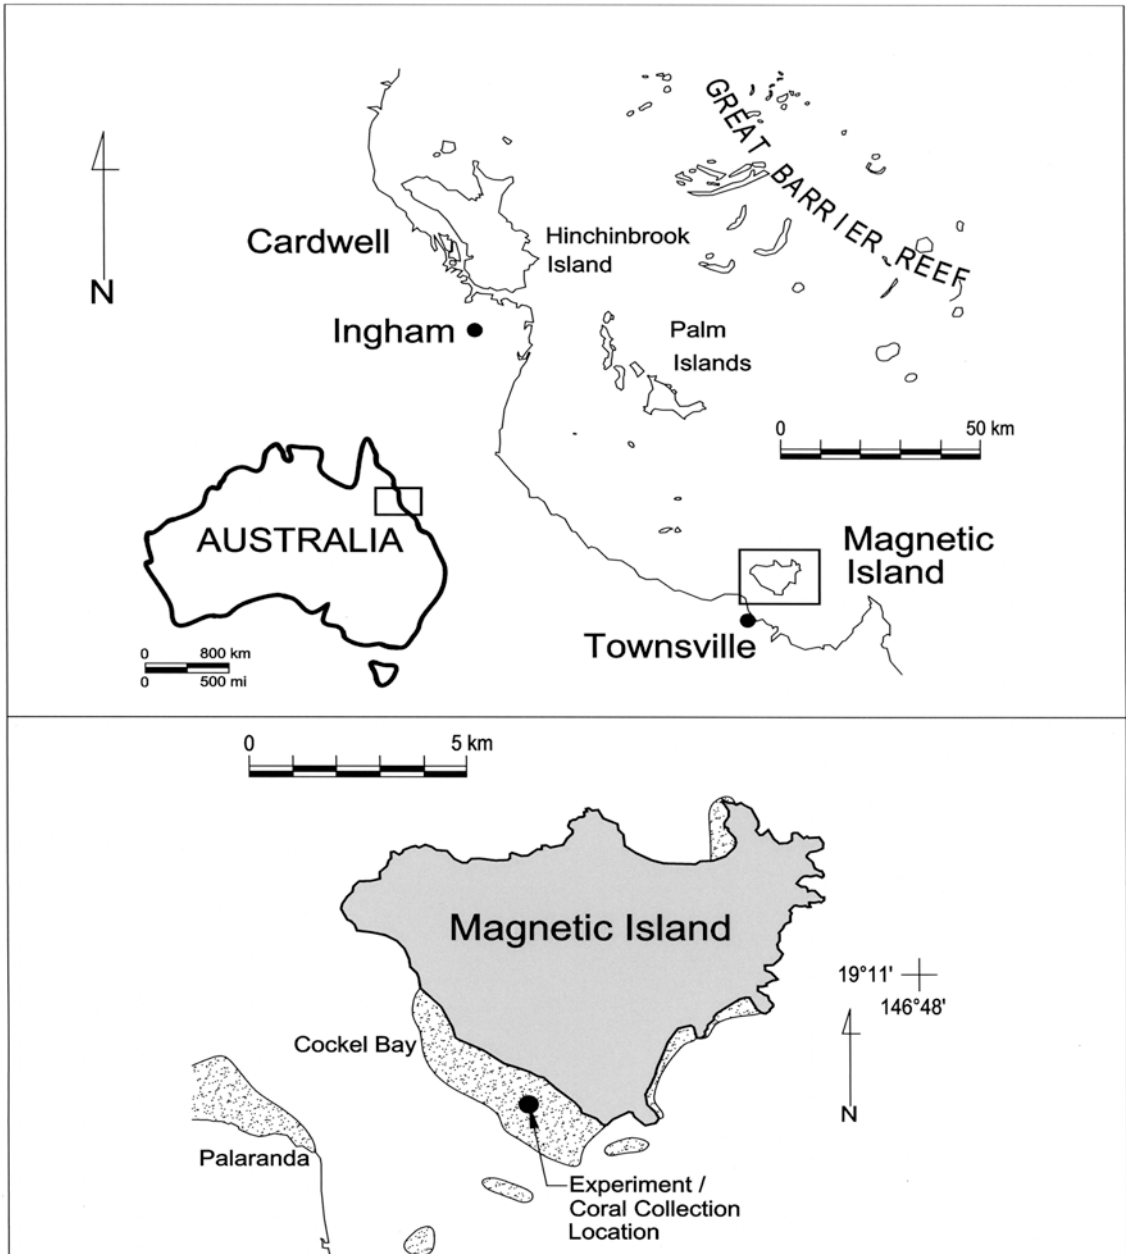 GREAT BARRIER REEF
Cardwell
Hinchinbrook
Island
N
Ingham
Palm
Islands
0 50 km
AUSTRALIA
Magnetic
Island
Townsville
0 800 km
0 500 mi
0 5 km
Magnetic Island
19°11'
146°48'
Cockel Bay
N
Palaranda
Experiment /
Coral Collection
Location